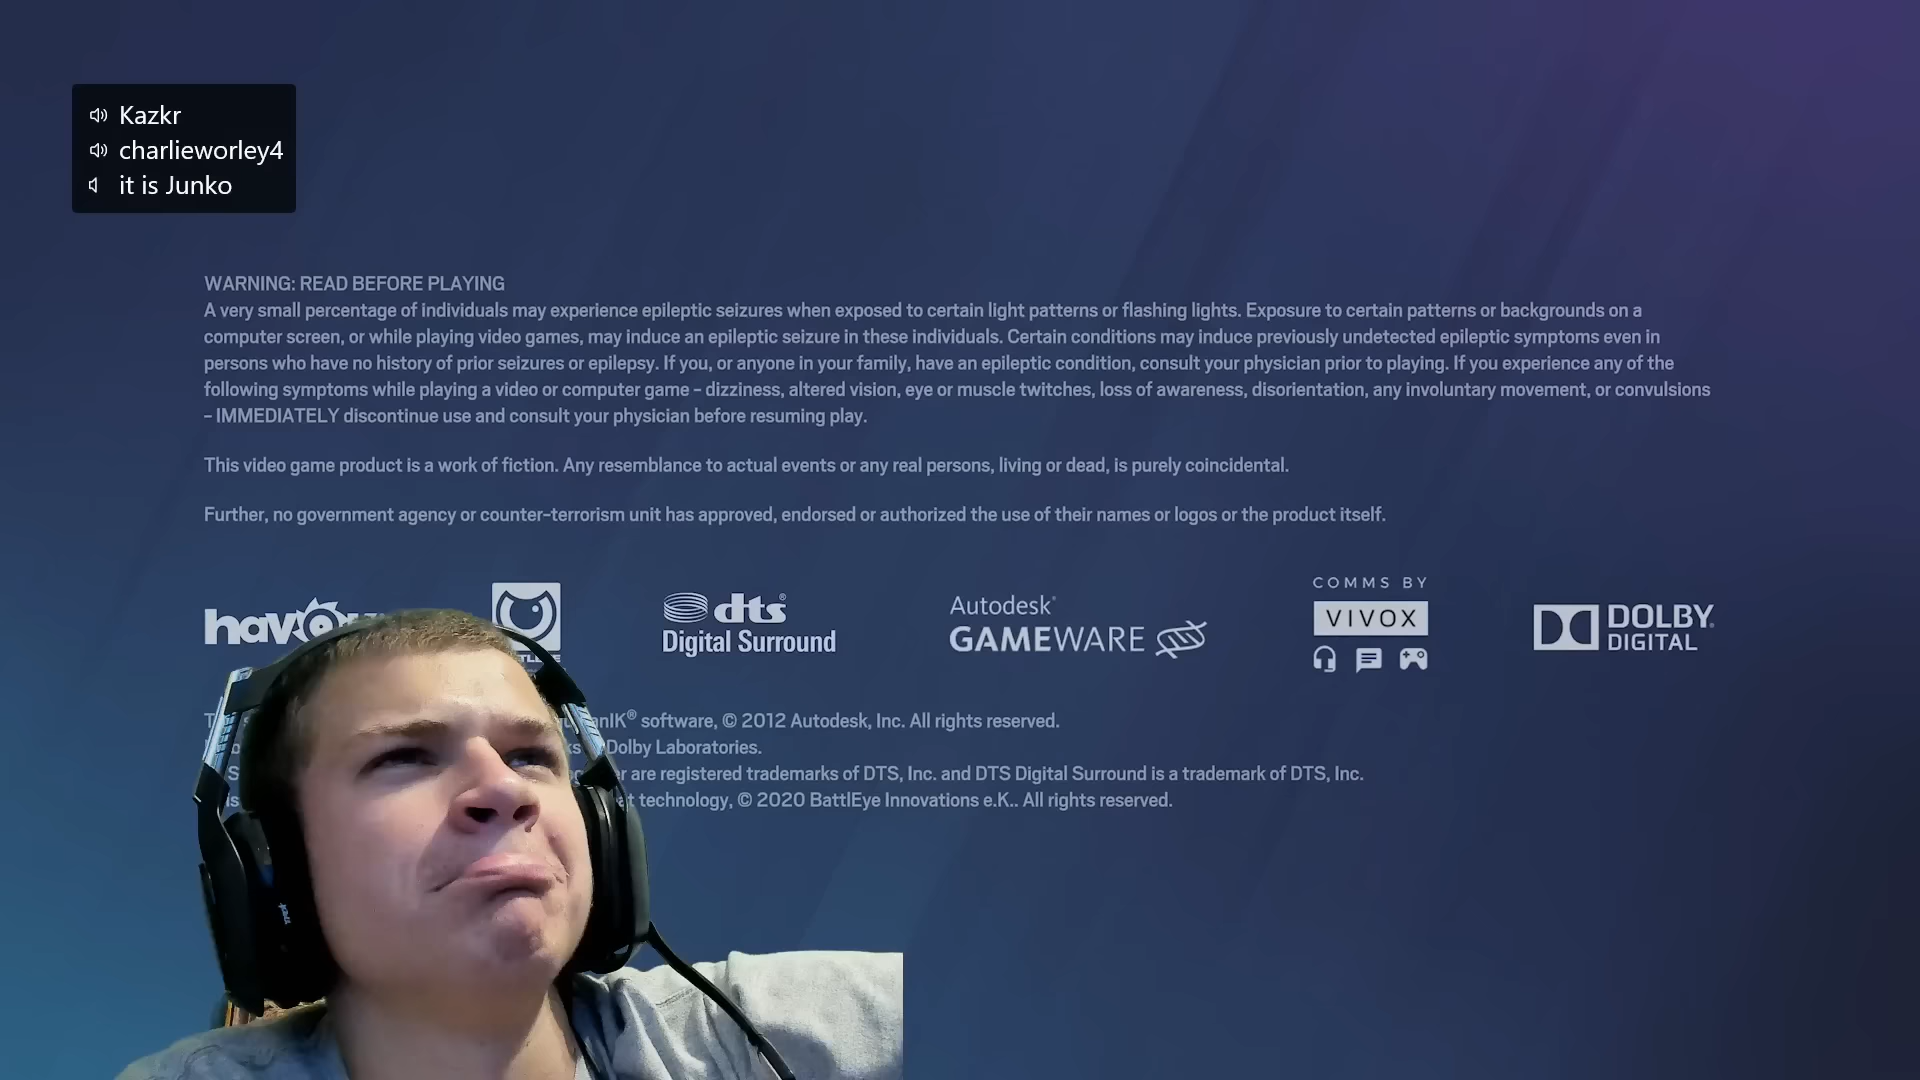 Kazkr
charlieworley4
it is Junko
WARNING: READ BEFORE PLAYING
A very small percentage of individuals may experience epileptic seizures when exposed to certain light patterns or flashing lights. Exposure to certain patterns or backgrounds on a
computer screen, or while playing video games, may induce an epileptic seizure in these individuals. Certain conditions may induce previously undetected epileptic symptoms even in
persons who have no history of prior seizures or epilepsy. If you, or anyone in your family, have an epileptic condition, consult your physician prior to playing. If you experience any of the
following symptoms while playing a video or computer game - dizziness, altered vision, eye or muscle twitches, loss of awareness, disorientation, any involuntary movement, or convulsions
- IMMEDIATELY discontinue use and consult your physician before resuming play.
This video game product is a work of fiction. Any resemblance to actual events or any real persons, living or dead, is purely coincidental.
Further, no government agency or counter-terrorism unit has approved, endorsed or authorized the use of their names or logos or the product itself.
dts®
Digital Surround
Autodesk®
GAMEWARE
COMMS BY
VIVOX
DOLBY®
DIGITAL
software, © 2012 Autodesk, Inc. All rights reserved.
Dolby Laboratories.
are registered trademarks of DTS, Inc. and DTS Digital Surround is a trademark of DTS, Inc.
technology, © 2020 BattlEye Innovations e.K.. All rights reserved.